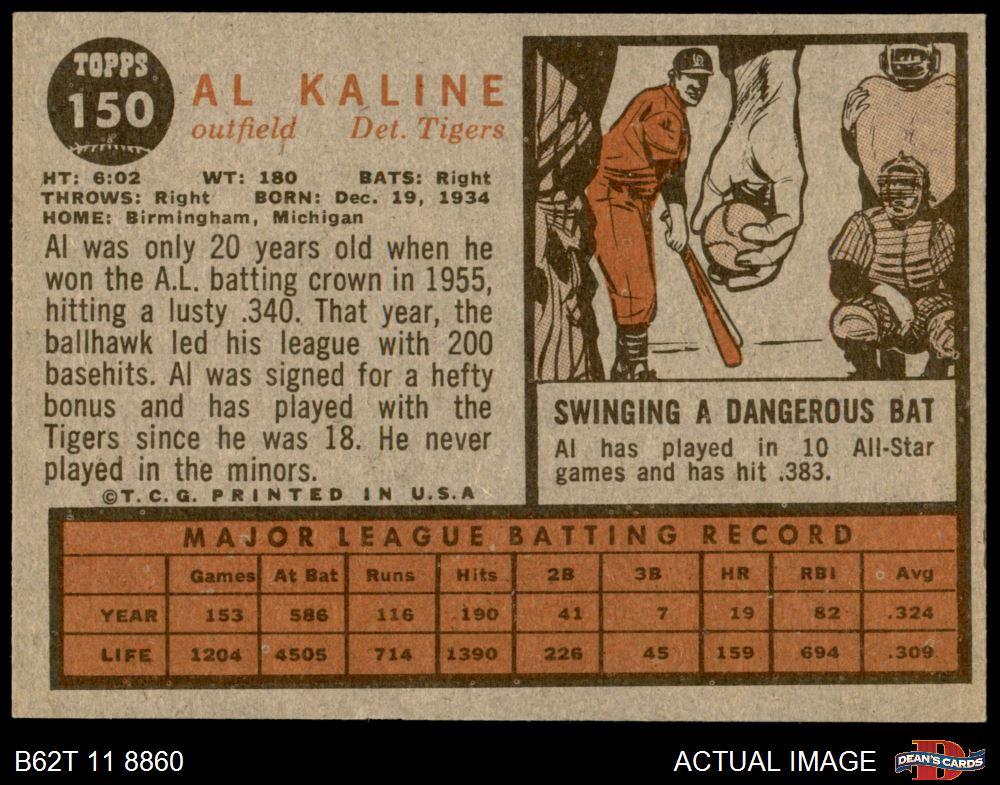 TOPPS
150
AL KALINE
outfield Det. Tigers
HT: 6:02 WT: 180 BATS: Right
THROWS: Right BORN: Dec. 19, 1934
HOME: Birmingham, Michigan
Al was only 20 years old when he
won the A.L. batting crown in 1955,
hitting a lusty .340. That year, the
ballhawk led his league with 200
basehits. Al was signed for a hefty
bonus and has played with the
Tigers since he was 18. He never
played in the minors.
©T.C.G. PRINTED IN U.S.A
SWINGING A DANGEROUS BAT
Al has played in 10 All-Star
games and has hit .383.
MAJOR LEAGUE BATTING RECORD
Games At Bat Runs Hits 2B 3B HR RBI Avg
YEAR 153 586 116 190 41 7 19 82 .324
LIFE 1204 4505 714 1390 226 45 159 694 .309
B62T 11 8860 ACTUAL IMAGE DEAN'S CARDS